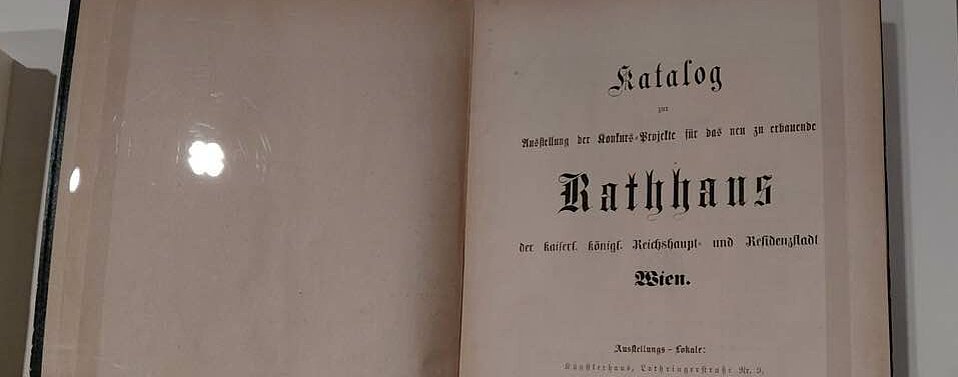 Katalog
zur
Ausstellung der Konkurs-Projekte für das neu zu erbauende
Rathhaus
der kaiserl. königl. Reichshaupt- und Residenzstadt
Wien.
Ausstellungs-Lokale:
Künstlerhaus, Lothringerstraße Nr. 9.